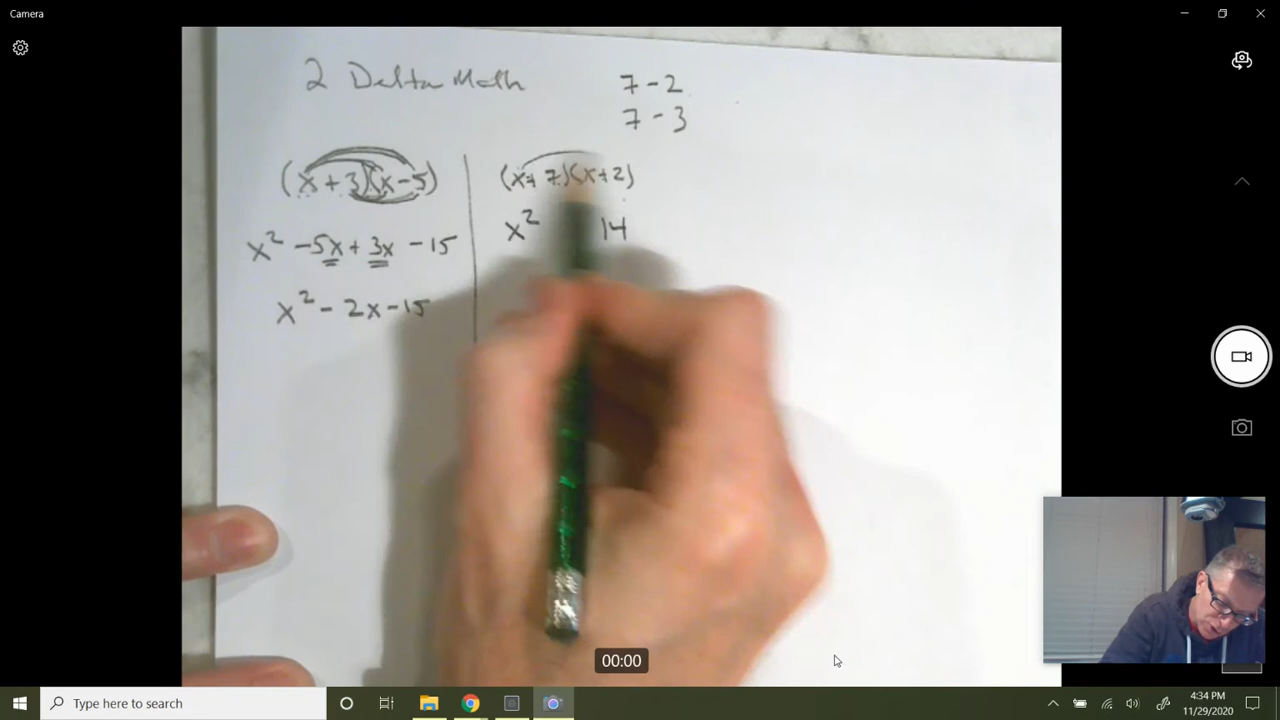 Camera
2 Delta Math
7 - 2
7 - 3
(x + 3)(x - 5)
x² - 5x + 3x - 15
x² - 2x - 15
(x + 7)(x + 2)
x² 14
00:00
Type here to search
4:34 PM
11/29/2020